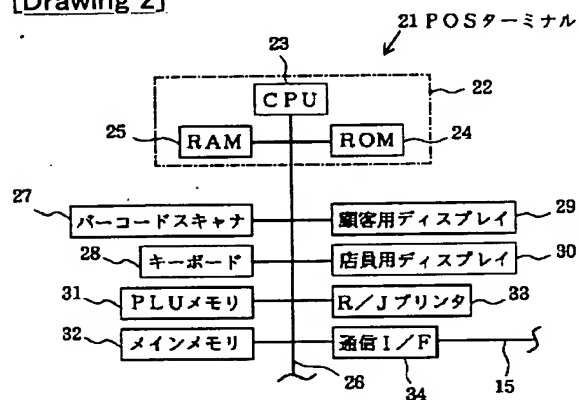 [Drawing 2]
21 POSターミナル
23
CPU
22
25
RAM
ROM
24
27
バーコードスキャナ
顧客用ディスプレイ
29
28
キーボード
店員用ディスプレイ
30
31
PLUメモリ
R/Jプリンタ
33
32
メインメモリ
通信I/F
26
34
15